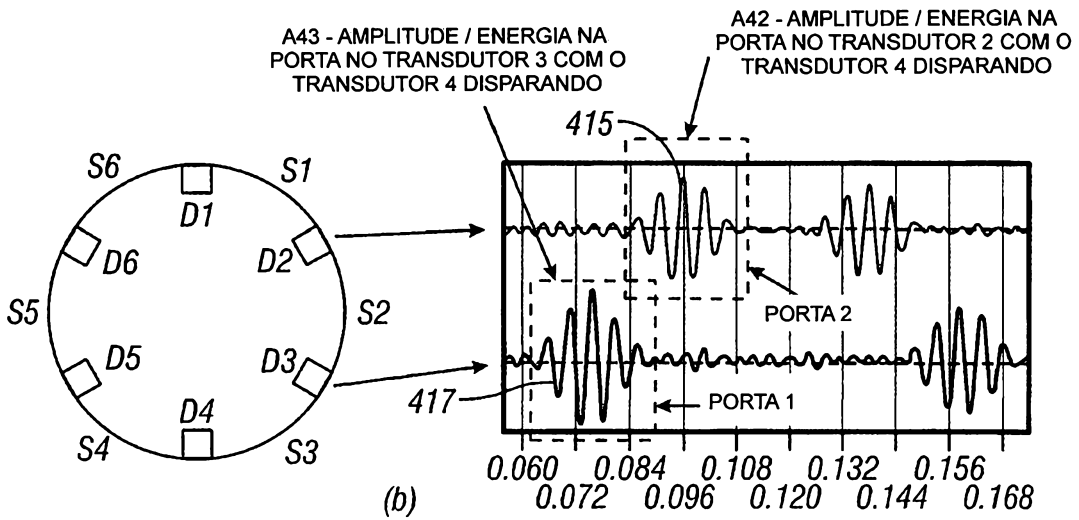 A43 - AMPLITUDE / ENERGIA NA
PORTA NO TRANSDUTOR 3 COM O
TRANSDUTOR 4 DISPARANDO
A42 - AMPLITUDE / ENERGIA NA
PORTA NO TRANSDUTOR 2 COM O
TRANSDUTOR 4 DISPARANDO
415
S6
S1
D1
D6
D2
S5
S2
D5
D3
D4
S4
S3
PORTA 2
417
PORTA 1
0.060 0.084 0.108 0.132 0.156
0.072 0.096 0.120 0.144 0.168
(b)